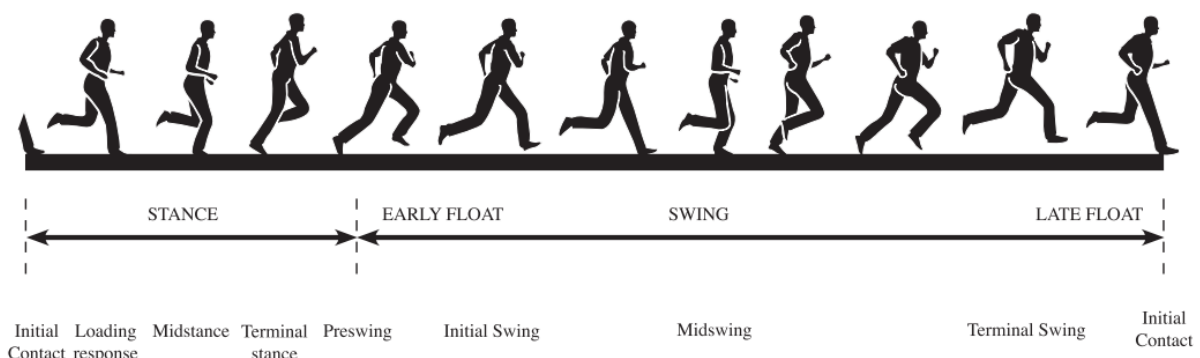 STANCE EARLY FLOAT SWING LATE FLOAT
Initial Contact
Loading response
Midstance
Terminal stance
Preswing
Initial Swing
Midswing
Terminal Swing
Initial Contact